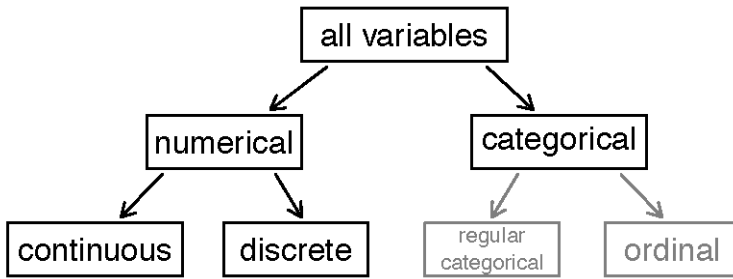 all variables
numerical
categorical
continuous
discrete
regular
categorical
ordinal